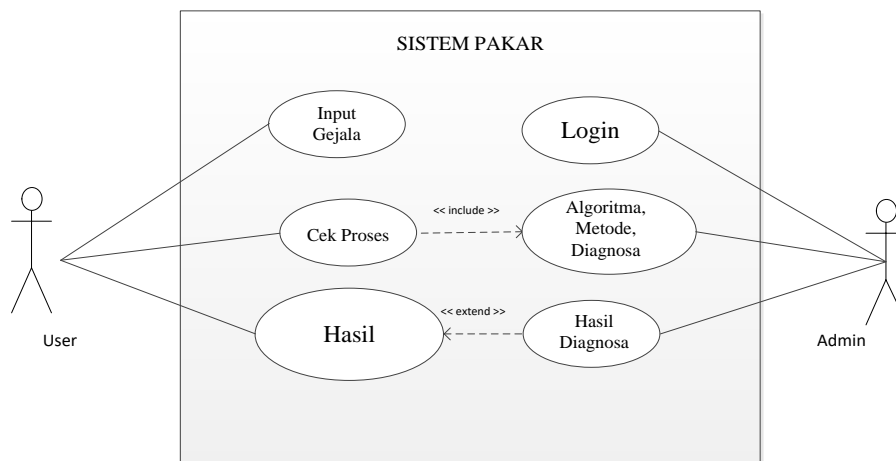 SISTEM PAKAR
Input
Gejala
Login
<< include >>
Cek Proses
Algoritma,
Metode,
Diagnosa
<< extend >>
Hasil
Hasil
Diagnosa
User
Admin